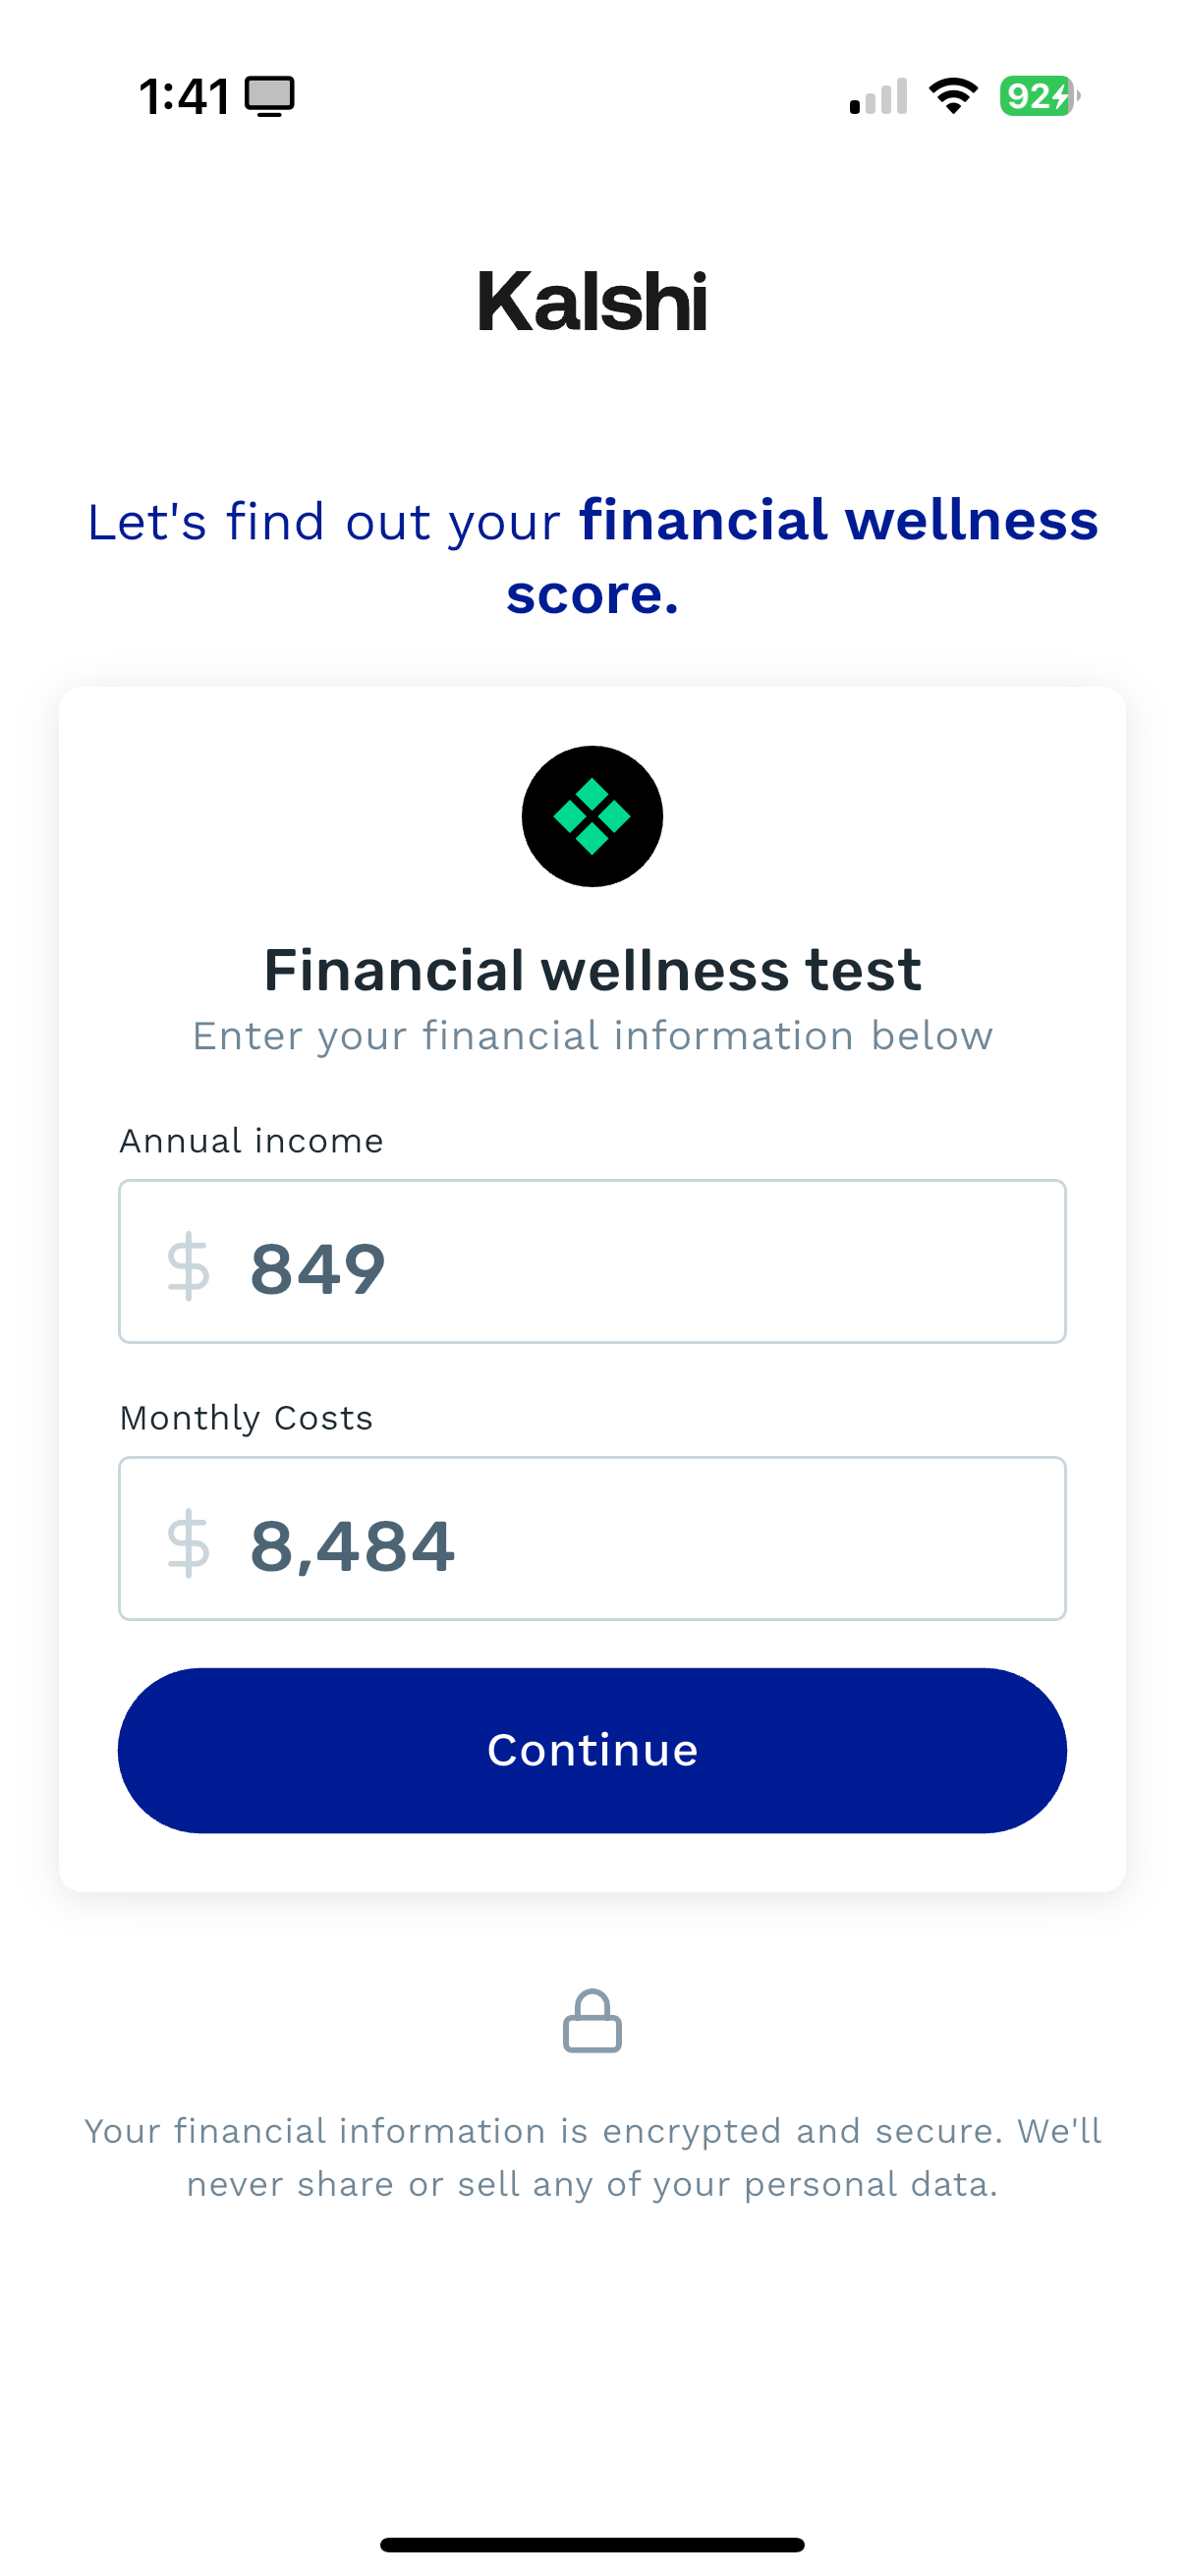 1:41
92
Kalshi
Let's find out your financial wellness
score.
Financial wellness test
Enter your financial information below
Annual income
$ 849
Monthly Costs
$ 8,484
Continue
Your financial information is encrypted and secure. We'll
never share or sell any of your personal data.